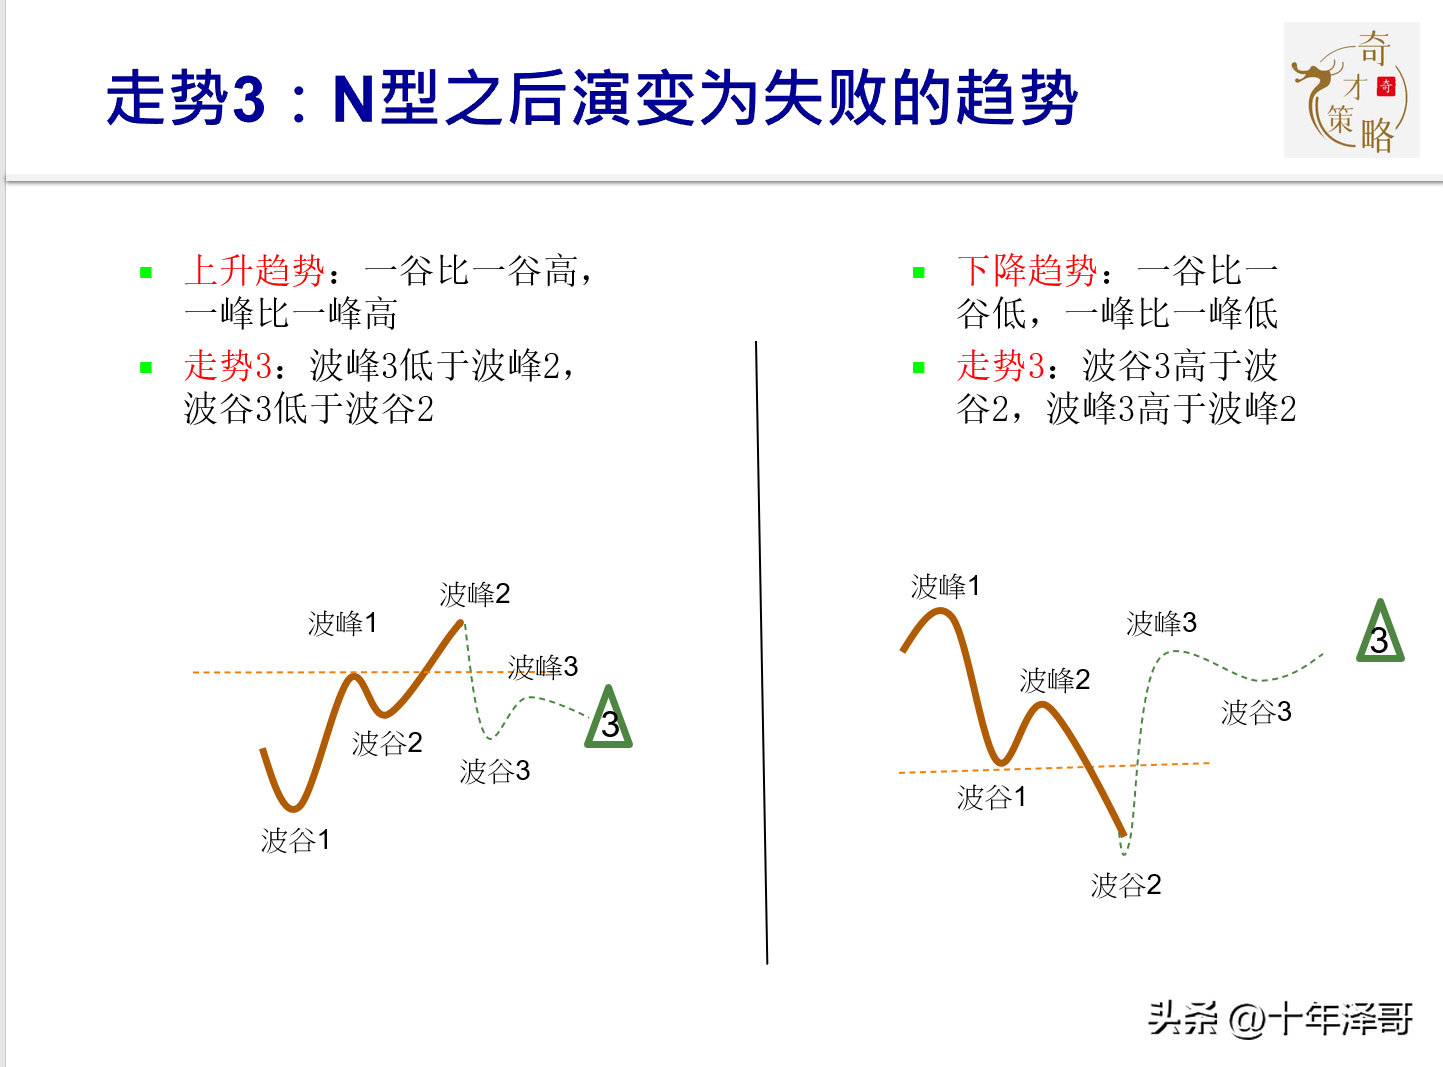 走势3：N型之后演变为失败的趋势
奇
才
奇
策
略
上升趋势：一谷比一谷高，
一峰比一峰高
走势3：波峰3低于波峰2，
波谷3低于波谷2
波峰2
波峰1
波峰3
3
波谷2
波谷3
波谷1
下降趋势：一谷比一
谷低，一峰比一峰低
走势3：波谷3高于波
谷2，波峰3高于波峰2
波峰1
波峰3
3
波峰2
波谷3
波谷1
波谷2
头条 @十年泽哥